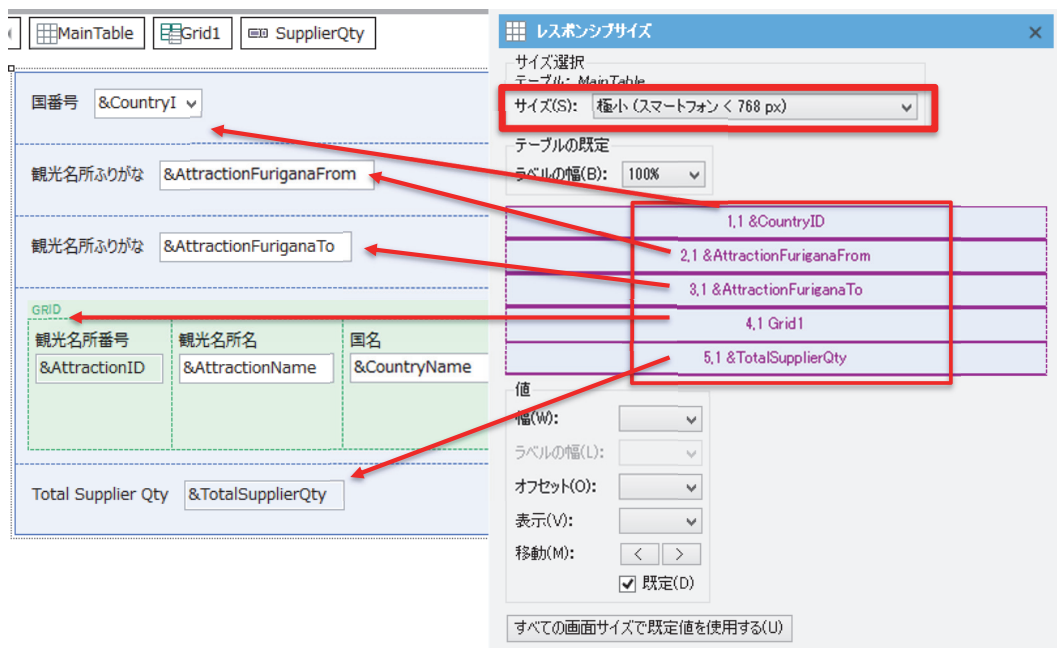 MainTable Grid1 SupplierQty
国番号 &CountryI
観光名所ふりがな &AttractionFuriganaFrom
観光名所ふりがな &AttractionFuriganaTo
GRID
観光名所番号 観光名所名 国名
&AttractionID &AttractionName &CountryName
Total Supplier Qty &TotalSupplierQty
レスポンシブサイズ
サイズ選択
テーブル: MainTable
サイズ(S): 極小 (スマートフォン < 768 px)
テーブルの既定
ラベルの幅(B): 100%
1,1 &CountryID
2,1 &AttractionFuriganaFrom
3,1 &AttractionFuriganaTo
4,1 Grid1
5,1 &TotalSupplierQty
値
幅(W):
ラベルの幅(L):
オフセット(O):
表示(V):
移動(M): < >
既定(D)
すべての画面サイズで既定値を使用する(U)